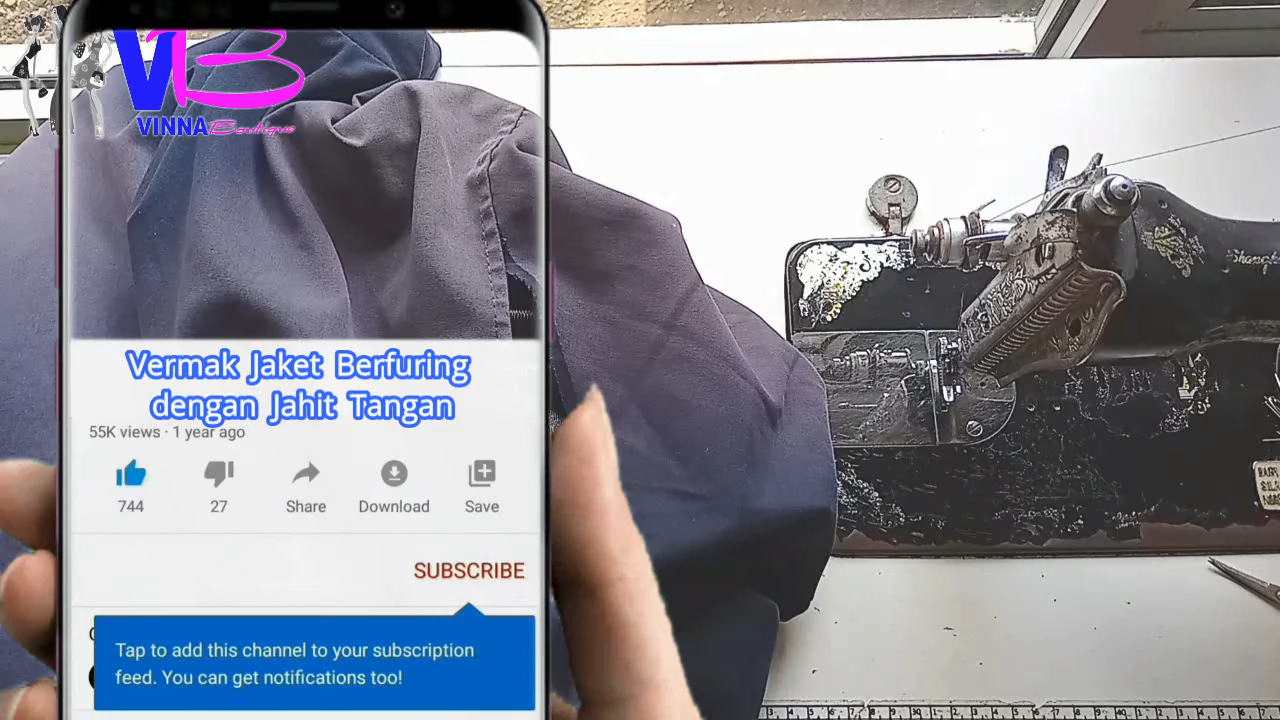 VB
VINNA Boutique
Vermak Jaket Berfuring
dengan Jahit Tangan
55K views · 1 year ago
744
27
Share
Download
Save
SUBSCRIBE
Tap to add this channel to your subscription
feed. You can get notifications too!